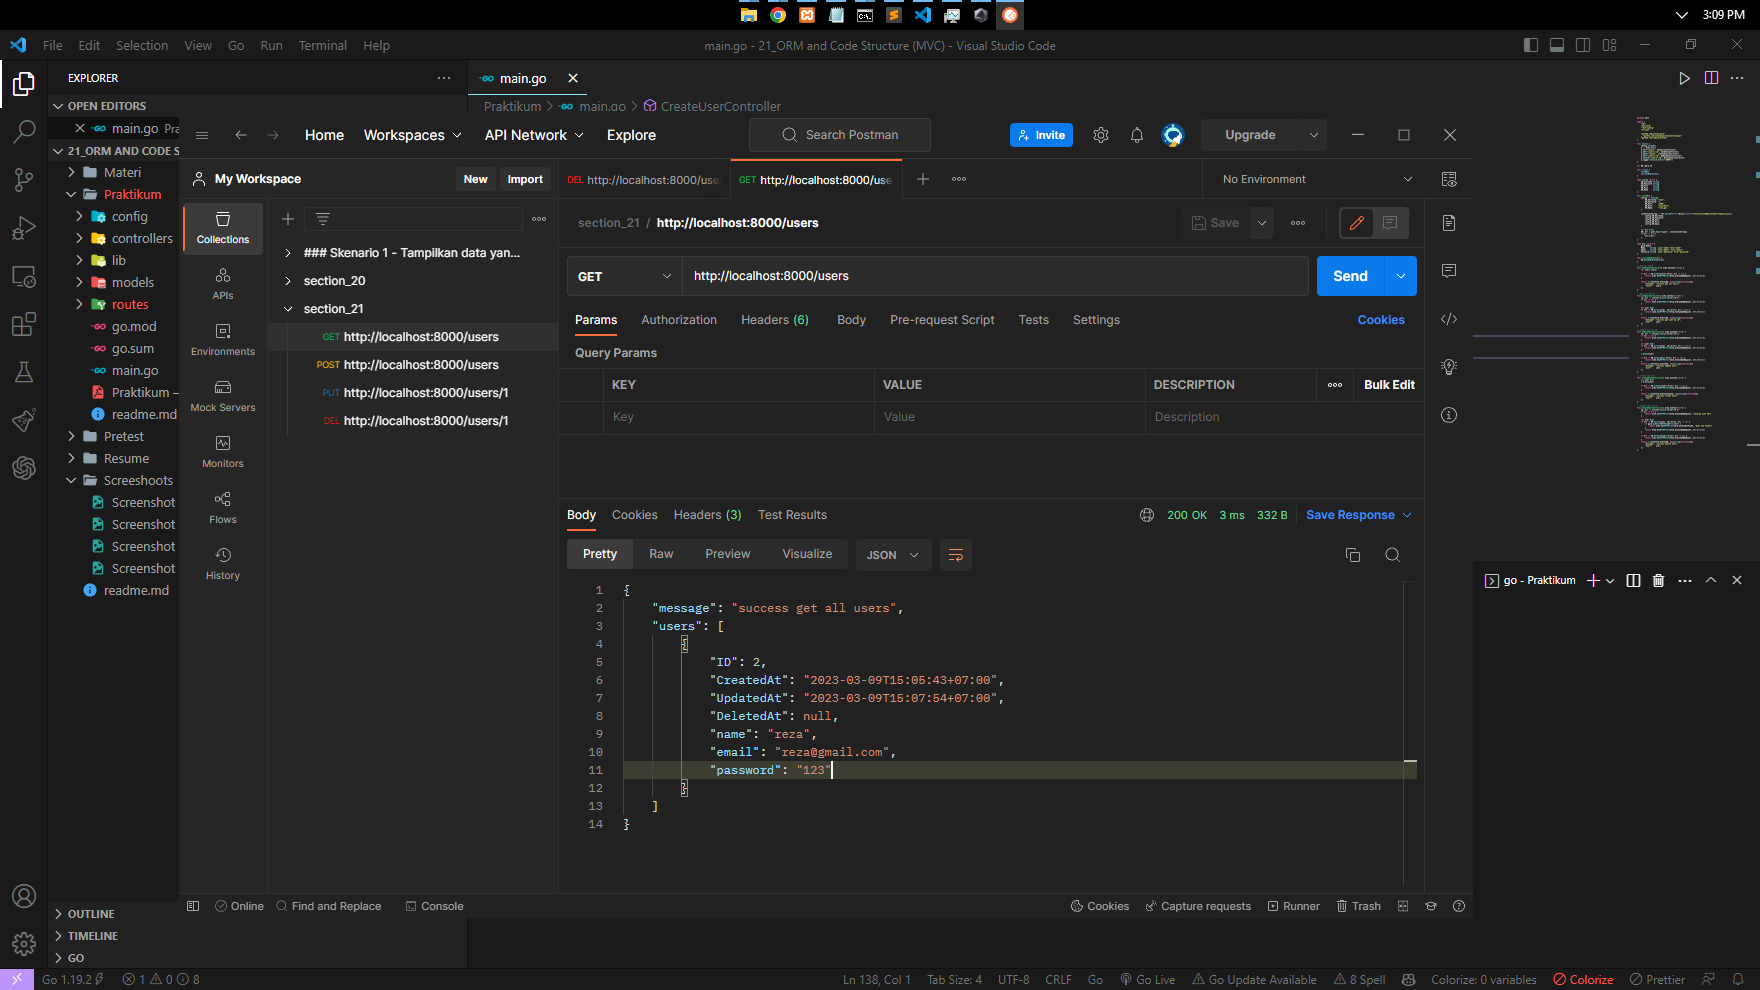 3:09 PM
File Edit Selection View Go Run Terminal Help
main.go - 21_ORM and Code Structure (MVC) - Visual Studio Code
EXPLORER
main.go
OPEN EDITORS
Praktikum > main.go > CreateUserController
main.go Pra
21_ORM AND CODE S
Materi
Praktikum
config
controllers
lib
models
routes
go.mod
go.sum
main.go
Praktikum –
readme.md
Pretest
Resume
Screeshoots
Screenshot
Screenshot
Screenshot
Screenshot
readme.md
OUTLINE
TIMELINE
GO
Home Workspaces API Network Explore
Search Postman
Invite
Upgrade
My Workspace
New Import
DEL http://localhost:8000/use
GET http://localhost:8000/use
No Environment
Collections
APIs
Environments
Mock Servers
Monitors
Flows
History
### Skenario 1 - Tampilkan data yan...
section_20
section_21
GET http://localhost:8000/users
POST http://localhost:8000/users
PUT http://localhost:8000/users/1
DEL http://localhost:8000/users/1
section_21 / http://localhost:8000/users
Save
GET http://localhost:8000/users
Send
Params Authorization Headers (6) Body Pre-request Script Tests Settings Cookies
Query Params
KEY VALUE DESCRIPTION Bulk Edit
Key Value Description
Body Cookies Headers (3) Test Results
200 OK 3 ms 332 B Save Response
Pretty Raw Preview Visualize JSON
1 {
2 "message": "success get all users",
3 "users": [
4 {
5 "ID": 2,
6 "CreatedAt": "2023-03-09T15:05:43+07:00",
7 "UpdatedAt": "2023-03-09T15:07:54+07:00",
8 "DeletedAt": null,
9 "name": "reza",
10 "email": "reza@gmail.com",
11 "password": "123"
12 }
13 ]
14 }
go - Praktikum
Online Find and Replace Console
Cookies Capture requests Runner Trash
Go 1.19.2 1 0 8
Ln 138, Col 1 Tab Size: 4 UTF-8 CRLF Go Go Live Go Update Available 8 Spell Colorize: 0 variables Colorize Prettier